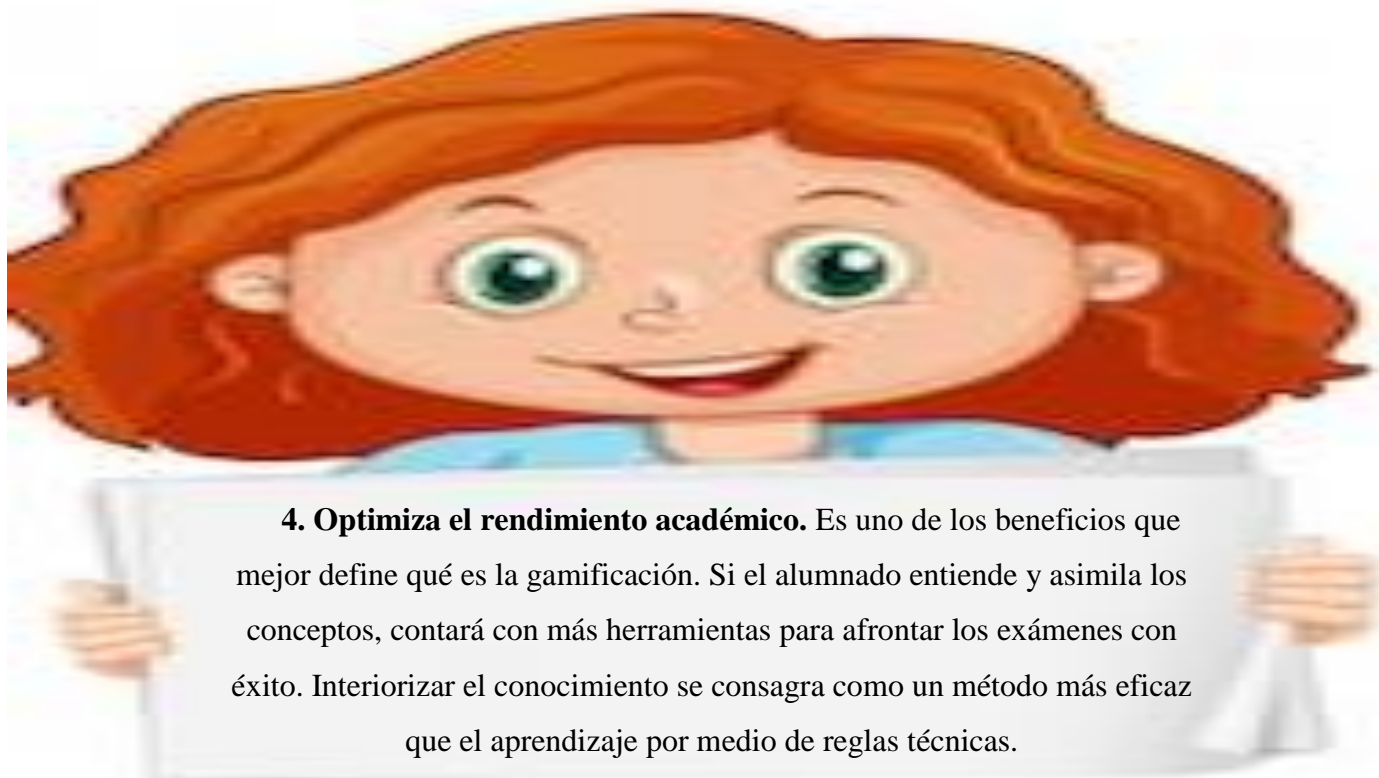 4. Optimiza el rendimiento académico. Es uno de los beneficios que
mejor define qué es la gamificación. Si el alumnado entiende y asimila los
conceptos, contará con más herramientas para afrontar los exámenes con
éxito. Interiorizar el conocimiento se consagra como un método más eficaz
que el aprendizaje por medio de reglas técnicas.